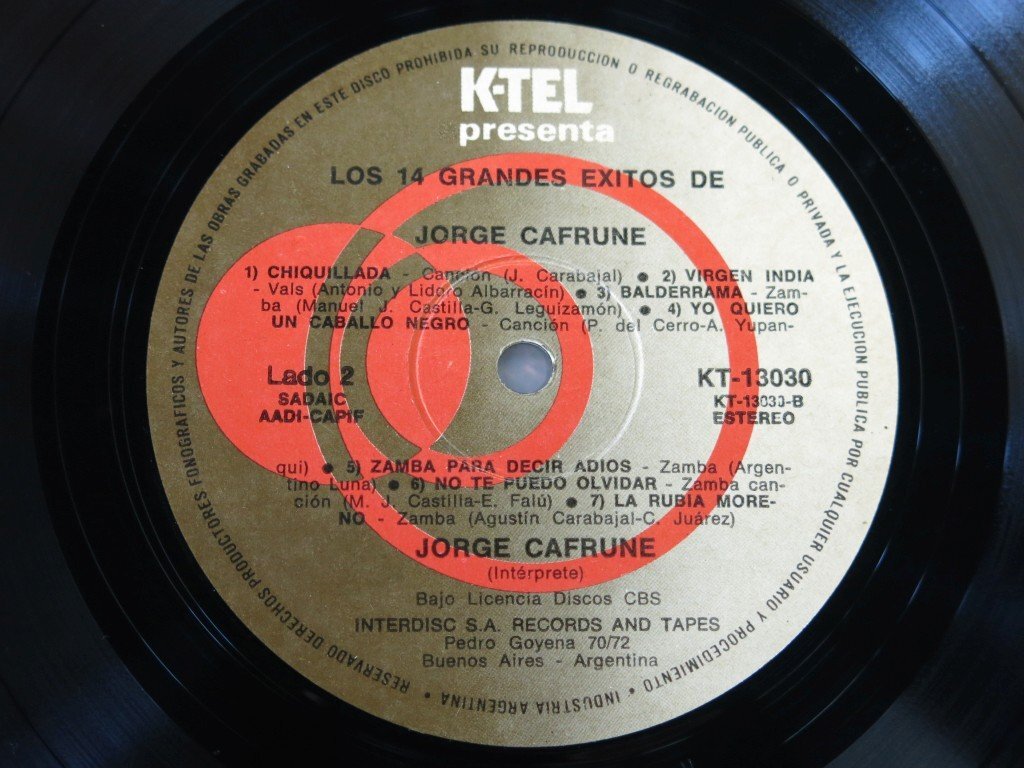 K-TEL
presenta
LOS 14 GRANDES EXITOS DE
JORGE CAFRUNE
1) CHIQUILLADA - Canción (J. Carabajal) ● 2) VIRGEN INDIA
- Vals (Antonio y Lidoro Albarracín) ● 3) BALDERRAMA - Zam-
ba (Manuel J. Castilla-G. Leguizamón) ● 4) YO QUIERO
UN CABALLO NEGRO - Canción (P. del Cerro-A. Yupan-
Lado 2
SADAIC
AADI-CAPIF
KT-13030
KT-13030-B
ESTEREO
qui) ● 5) ZAMBA PARA DECIR ADIOS - Zamba (Argen-
tino Luna) ● 6) NO TE PUEDO OLVIDAR - Zamba can-
ción (M. J. Castilla-E. Falú) ● 7) LA RUBIA MORE-
NO - Zamba (Agustín Carabajal-C. Juárez)
JORGE CAFRUNE
(Intérprete)
Bajo Licencia Discos CBS
INTERDISC S.A. RECORDS AND TAPES
Pedro Goyena 70/72
Buenos Aires - Argentina
RESERVADO DERECHOS PRODUCTORES FONOGRAFICOS Y AUTORES DE LAS OBRAS GRABADAS EN ESTE DISCO PROHIBIDA SU REPRODUCCION O REGRABACION PUBLICA O PRIVADA Y LA EJECUCION PUBLICA POR CUALQUIER USUARIO Y PROCEDIMIENTO • INDUSTRIA ARGENTINA •